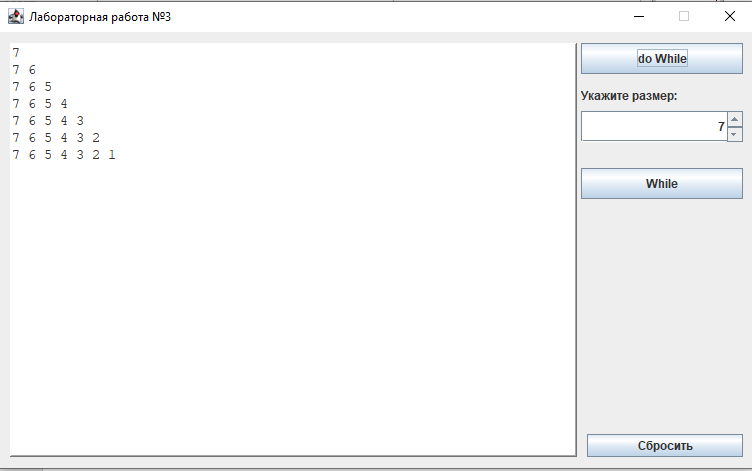 Лабораторная работа №3
7
7 6
7 6 5
7 6 5 4
7 6 5 4 3
7 6 5 4 3 2
7 6 5 4 3 2 1
do While
Укажите размер:
7
While
Сбросить